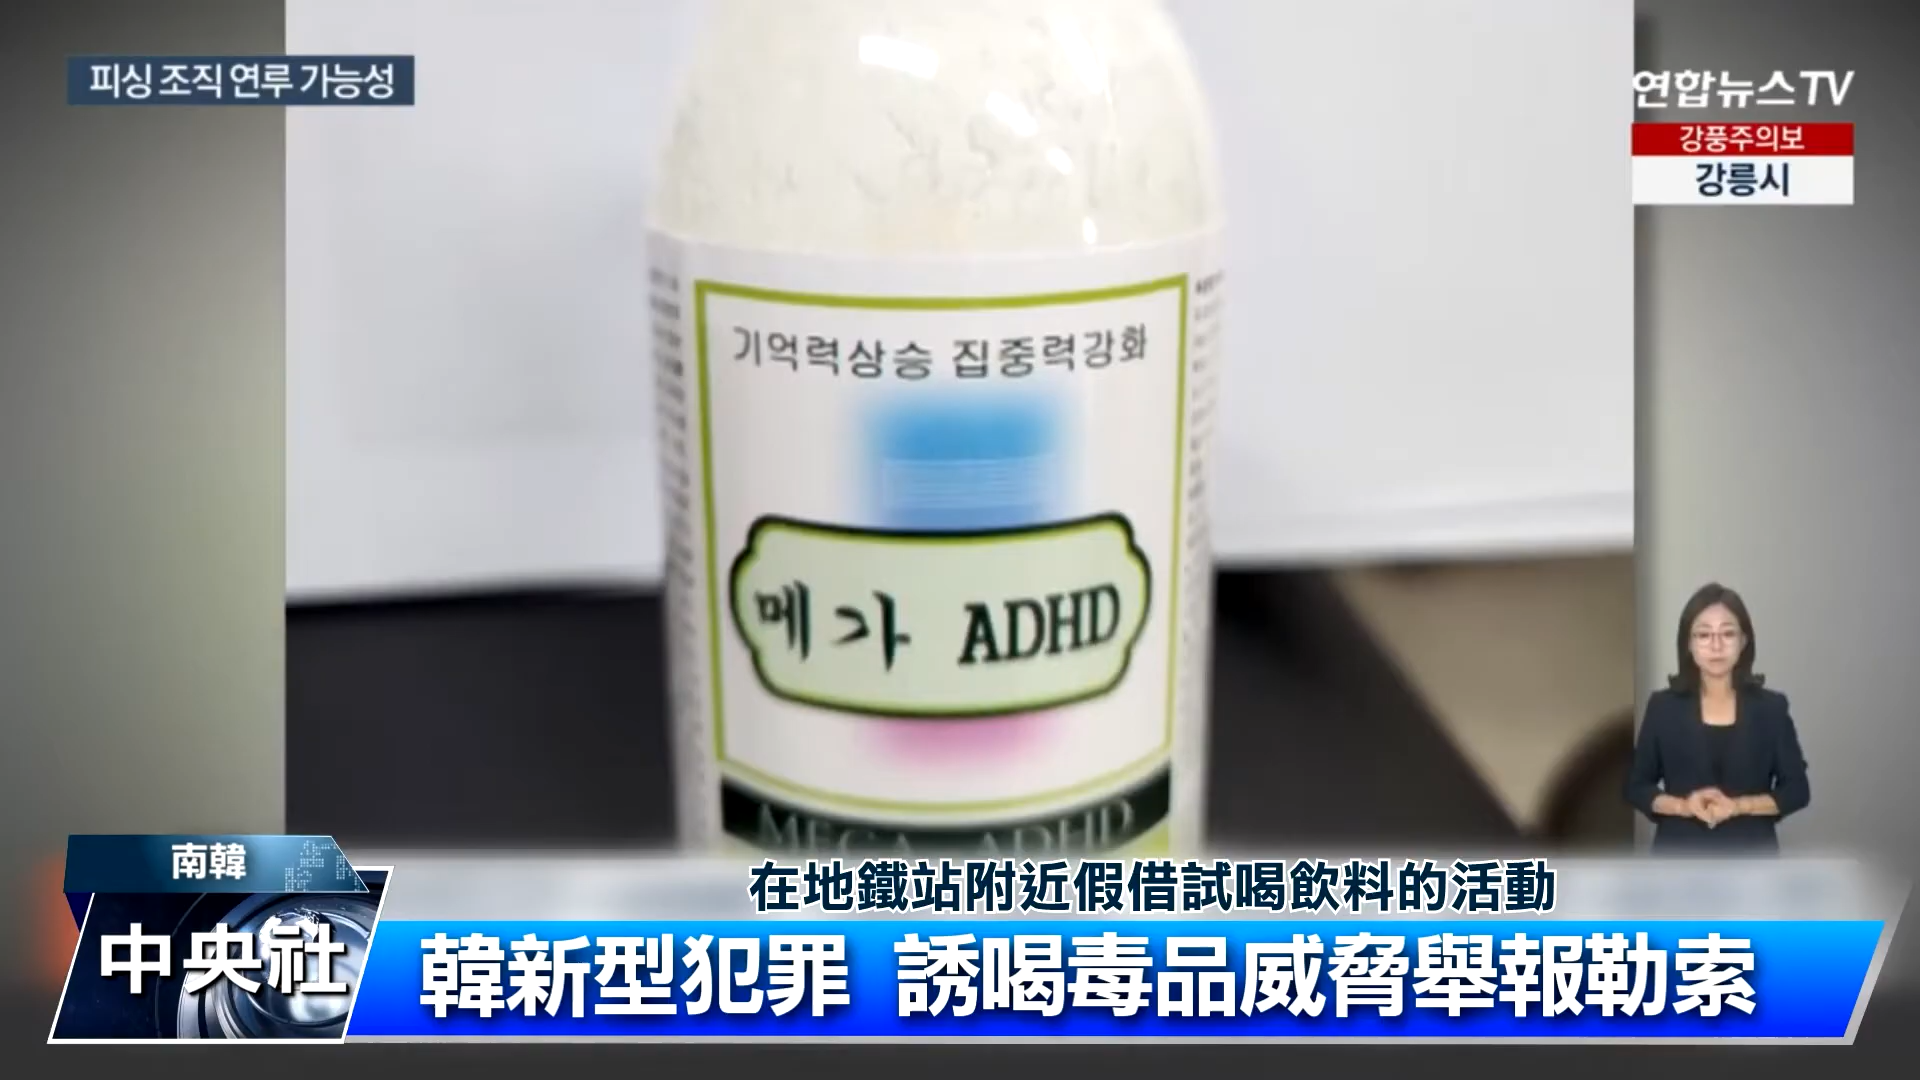 피싱 조직 연루 가능성
연합뉴스TV
강풍주의보
강릉시
기억력상승 집중력강화
메가 ADHD
MEGA ADHD
南韓
在地鐵站附近假借試喝飲料的活動
中央社
韓新型犯罪 誘喝毒品威脅舉報勒索